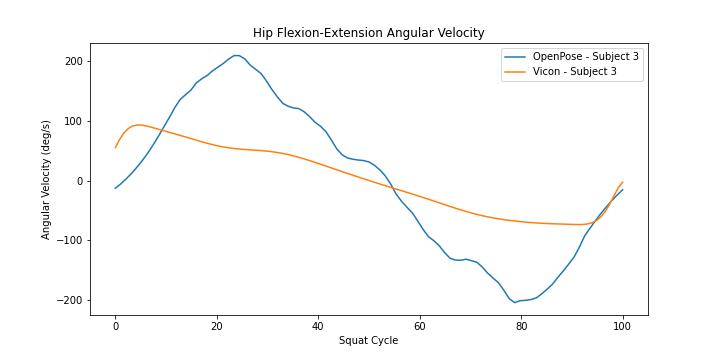 Hip Flexion-Extension Angular Velocity
OpenPose - Subject 3
Vicon - Subject 3
Angular Velocity (deg/s)
200
100
0
−100
−200
0
20
40
60
80
100
Squat Cycle